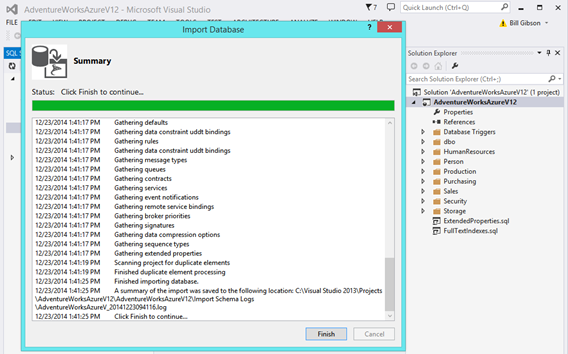 AdventureWorksAzureV12 - Microsoft Visual Studio
7
Quick Launch (Ctrl+Q)
FILE
Bill Gibson
SQL S
Import Database
Summary
Status: Click Finish to continue...
12/23/2014 1:41:17 PM Gathering defaults
12/23/2014 1:41:17 PM Gathering data constraint uddt bindings
12/23/2014 1:41:17 PM Gathering rules
12/23/2014 1:41:17 PM Gathering data constraint uddt bindings
12/23/2014 1:41:17 PM Gathering message types
12/23/2014 1:41:17 PM Gathering queues
12/23/2014 1:41:17 PM Gathering contracts
12/23/2014 1:41:17 PM Gathering services
12/23/2014 1:41:17 PM Gathering event notifications
12/23/2014 1:41:17 PM Gathering remote service bindings
12/23/2014 1:41:17 PM Gathering broker priorities
12/23/2014 1:41:17 PM Gathering signatures
12/23/2014 1:41:17 PM Gathering data compression options
12/23/2014 1:41:17 PM Gathering sequence types
12/23/2014 1:41:17 PM Gathering extended properties
12/23/2014 1:41:19 PM Scanning project for duplicate elements
12/23/2014 1:41:19 PM Finished duplicate element processing
12/23/2014 1:41:25 PM Finished importing database.
12/23/2014 1:41:25 PM A summary of the import was saved to the following location: C:\Visual Studio 2013\Projects
\AdventureWorksAzureV12\AdventureWorksAzureV12\Import Schema Logs
\AdventureWorksAzureV_20141223094116.log
12/23/2014 1:41:25 PM Click Finish to continue...
Finish
Cancel
Solution Explorer
Search Solution Explorer (Ctrl+;)
Solution 'AdventureWorksAzureV12' (1 project)
AdventureWorksAzureV12
Properties
References
Database Triggers
dbo
HumanResources
Person
Production
Purchasing
Sales
Security
Storage
ExtendedProperties.sql
FullTextIndexes.sql